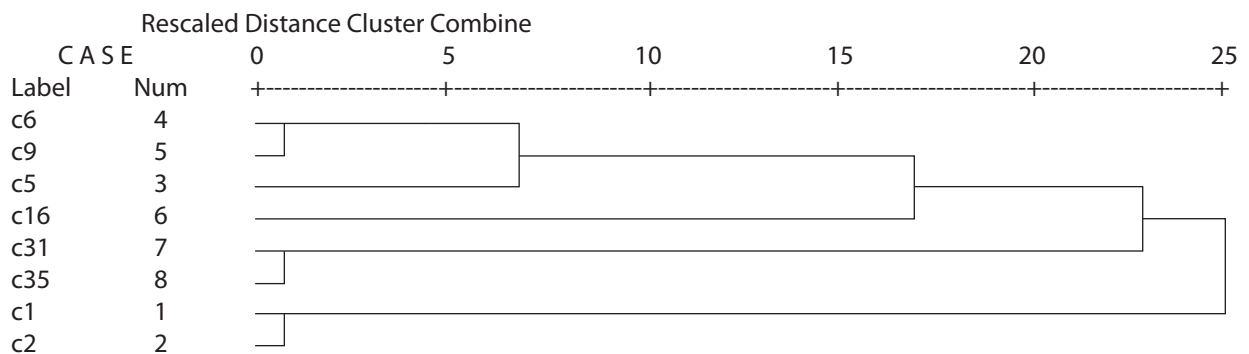 Rescaled Distance Cluster Combine
C A S E 0 5 10 15 20 25
Label Num
c6 4
c9 5
c5 3
c16 6
c31 7
c35 8
c1 1
c2 2